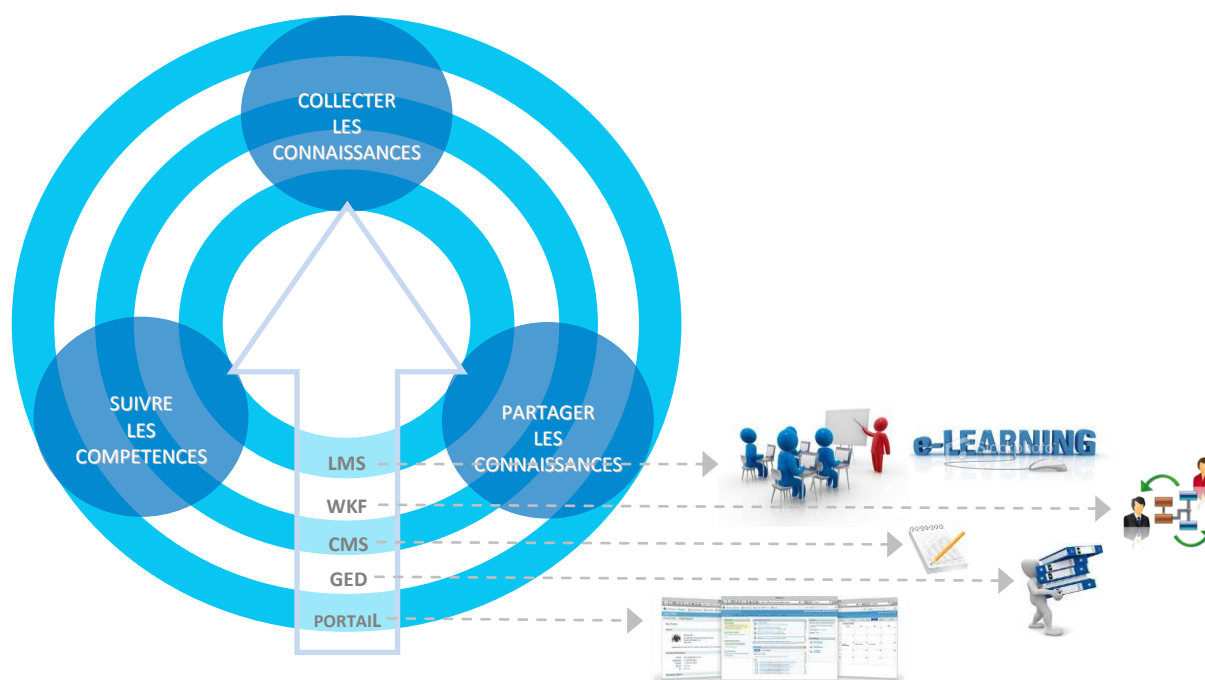 COLLECTER
LES
CONNAISSANCES
SUIVRE
LES
COMPETENCES
PARTAGER
LES
CONNAISSANCES
LMS
WKF
CMS
GED
PORTAIL
e-LEARNING